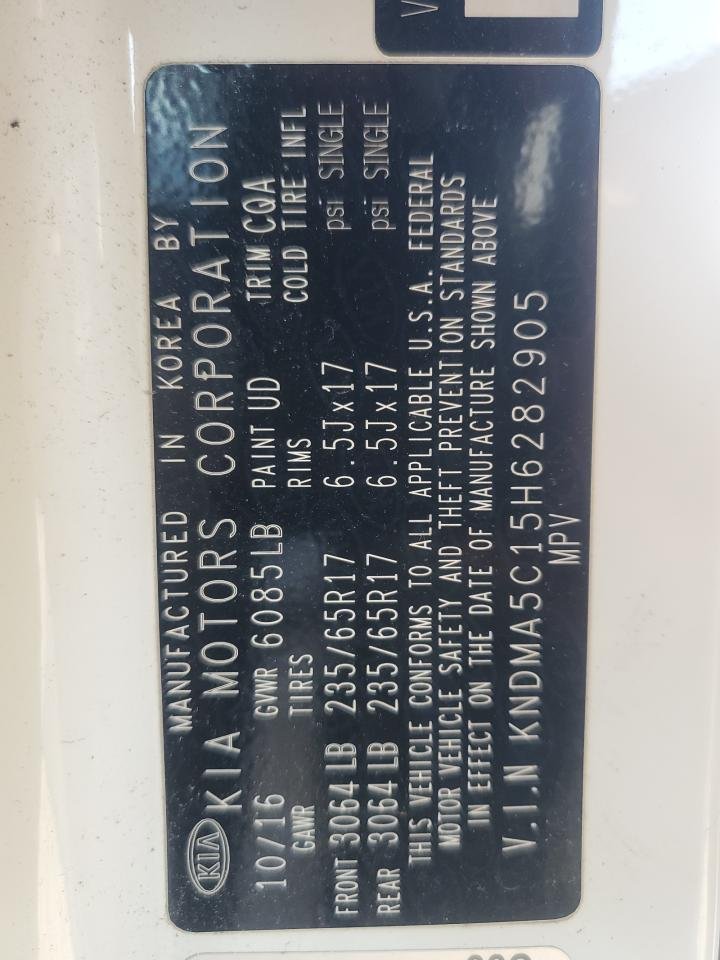 MANUFACTURED IN KOREA BY
KIA KIA MOTORS CORPORATION
10/16 GVWR 6085LB PAINT UD TRIM CQA
GAWR TIRES RIMS COLD TIRE INFL
FRONT 3064 LB 235/65R17 6.5Jx17 psi SINGLE
REAR 3064 LB 235/65R17 6.5Jx17 psi SINGLE
THIS VEHICLE CONFORMS TO ALL APPLICABLE U.S.A. FEDERAL
MOTOR VEHICLE SAFETY AND THEFT PREVENTION STANDARDS
IN EFFECT ON THE DATE OF MANUFACTURE SHOWN ABOVE
V.I.N KNDMA5C15H6282905
MPV